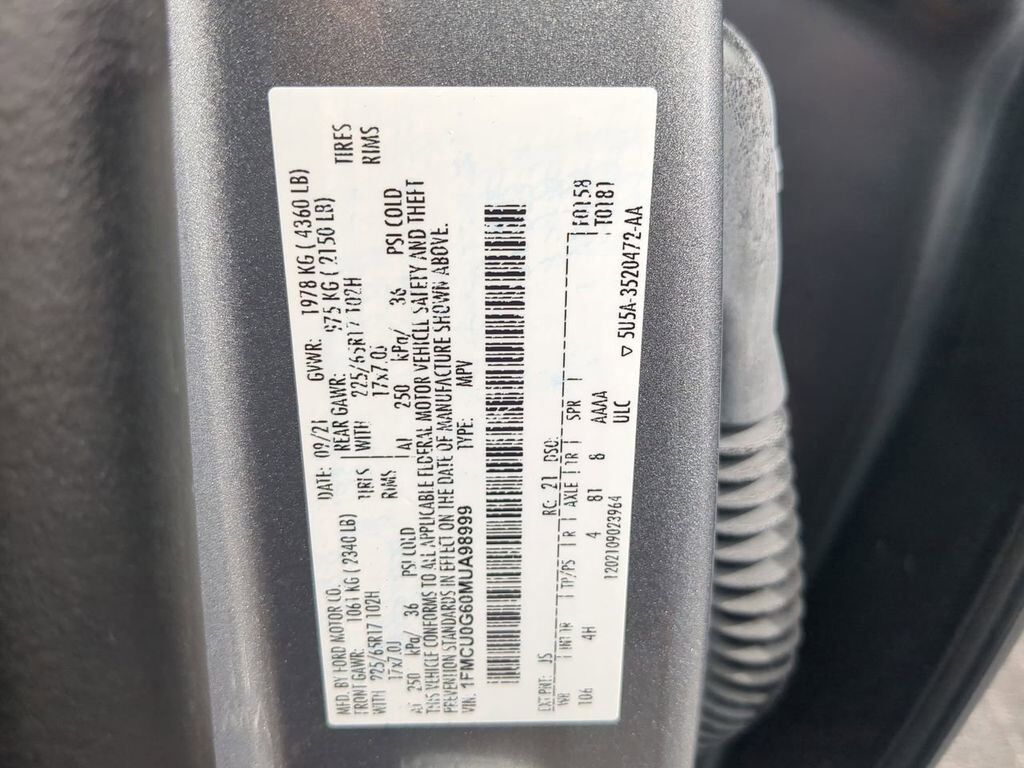 MFD. BY FORD MOTOR CO.
DATE: 09/21 GVWR: 1978 KG ( 4360 LB)
FRONT GAWR: 1061 KG ( 2340 LB) REAR GAWR: 975 KG ( 2150 LB)
WITH 225/65R17 102H TIRES WITH 225/65R17 102H TIRES
17x7.0J RIMS 17x7.0J RIMS
AT 250 kPa/ 36 PSI COLD AT 250 kPa/ 36 PSI COLD
THIS VEHICLE CONFORMS TO ALL APPLICABLE FEDERAL MOTOR VEHICLE SAFETY AND THEFT
PREVENTION STANDARDS IN EFFECT ON THE DATE OF MANUFACTURE SHOWN ABOVE.
VIN: 1FMCU0G60MUA98999 TYPE: MPV
EXT PNT: JS RC: 21 DSO: F0158
WB INT TR TP/PS R AXLE TR SPR T0181
106 4H 4 8T 8 AAAA
1202109023964 ULC
▽ 5U5A-3520472-AA